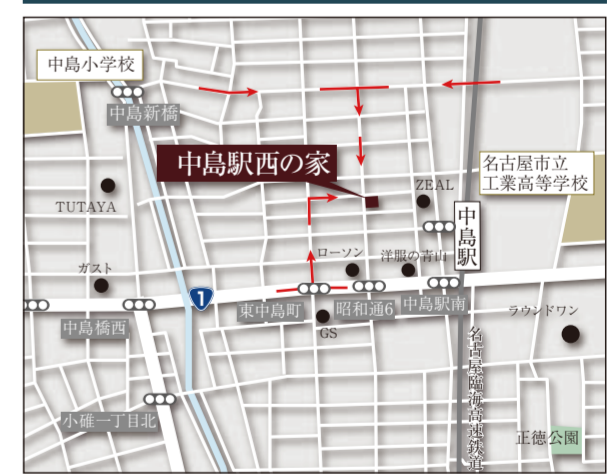 中島小学校
中島新橋
中島駅西の家
名古屋市立
工業高等学校
ZEAL
TUTAYA
中島駅
ローソン
洋服の青山
ガスト
1
東中島町
昭和通6
中島駅南
ラウンドワン
中島橋西
GS
名古屋臨海高速鉄道
小碓一丁目北
正徳公園